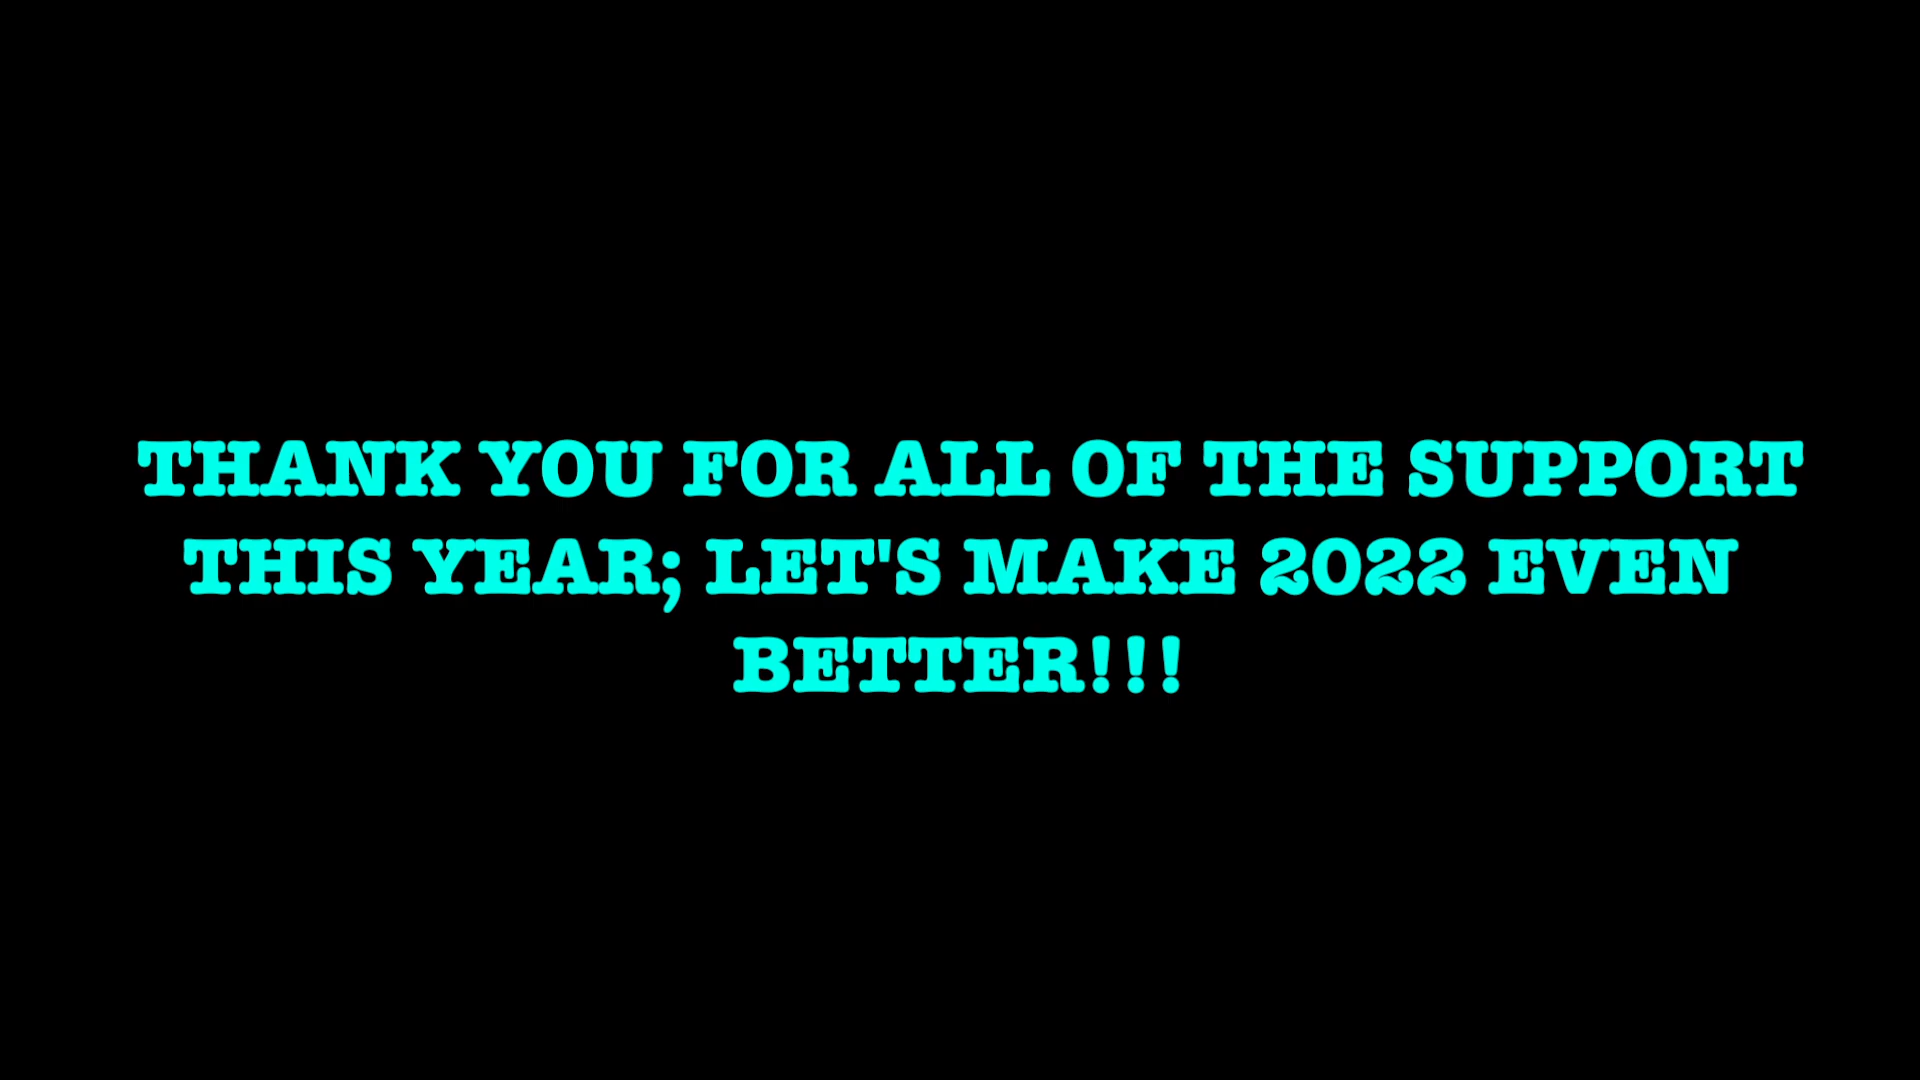 THANK YOU FOR ALL OF THE SUPPORT
THIS YEAR; LET'S MAKE 2022 EVEN
BETTER!!!